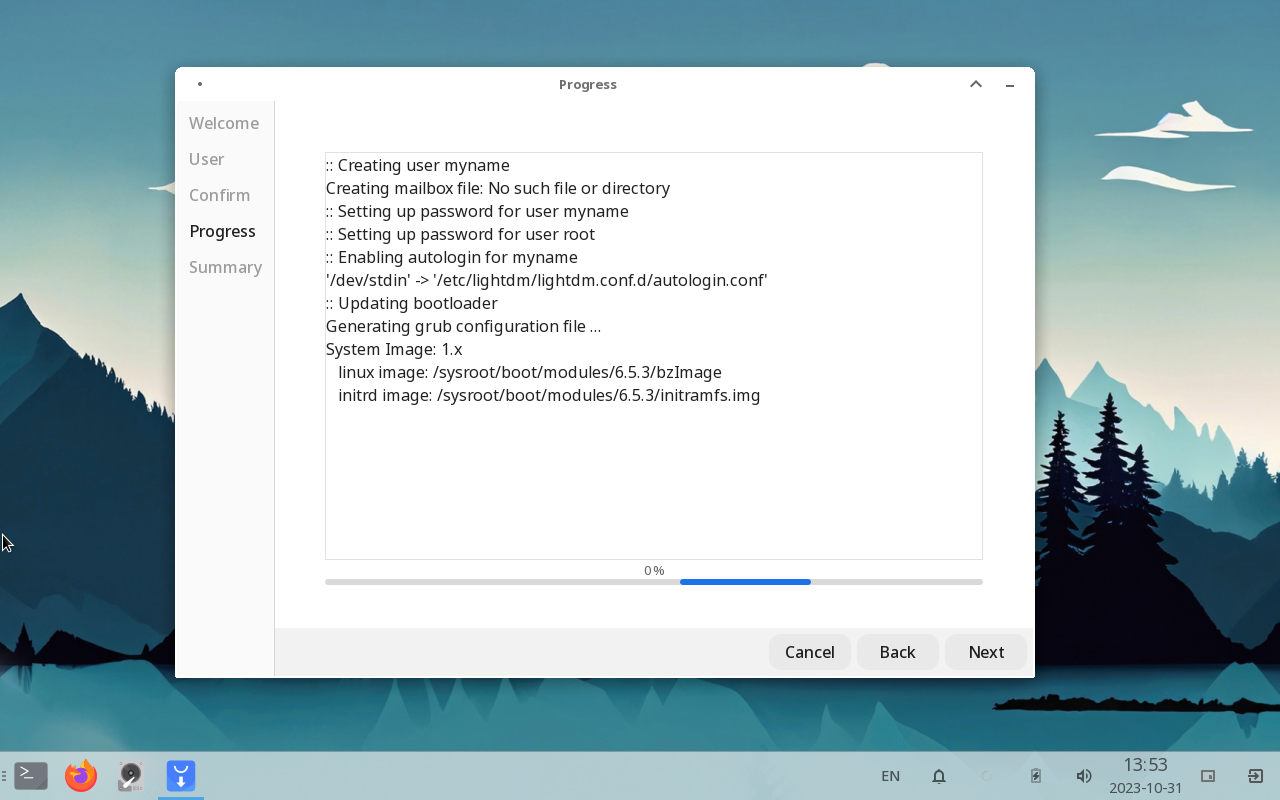 Progress
Welcome
User
Confirm
Progress
Summary
:: Creating user myname
Creating mailbox file: No such file or directory
:: Setting up password for user myname
:: Setting up password for user root
:: Enabling autologin for myname
'/dev/stdin' -> '/etc/lightdm/lightdm.conf.d/autologin.conf'
:: Updating bootloader
Generating grub configuration file ...
System Image: 1.x
linux image: /sysroot/boot/modules/6.5.3/bzImage
initrd image: /sysroot/boot/modules/6.5.3/initramfs.img
0%
Cancel
Back
Next
EN
13:53
2023-10-31